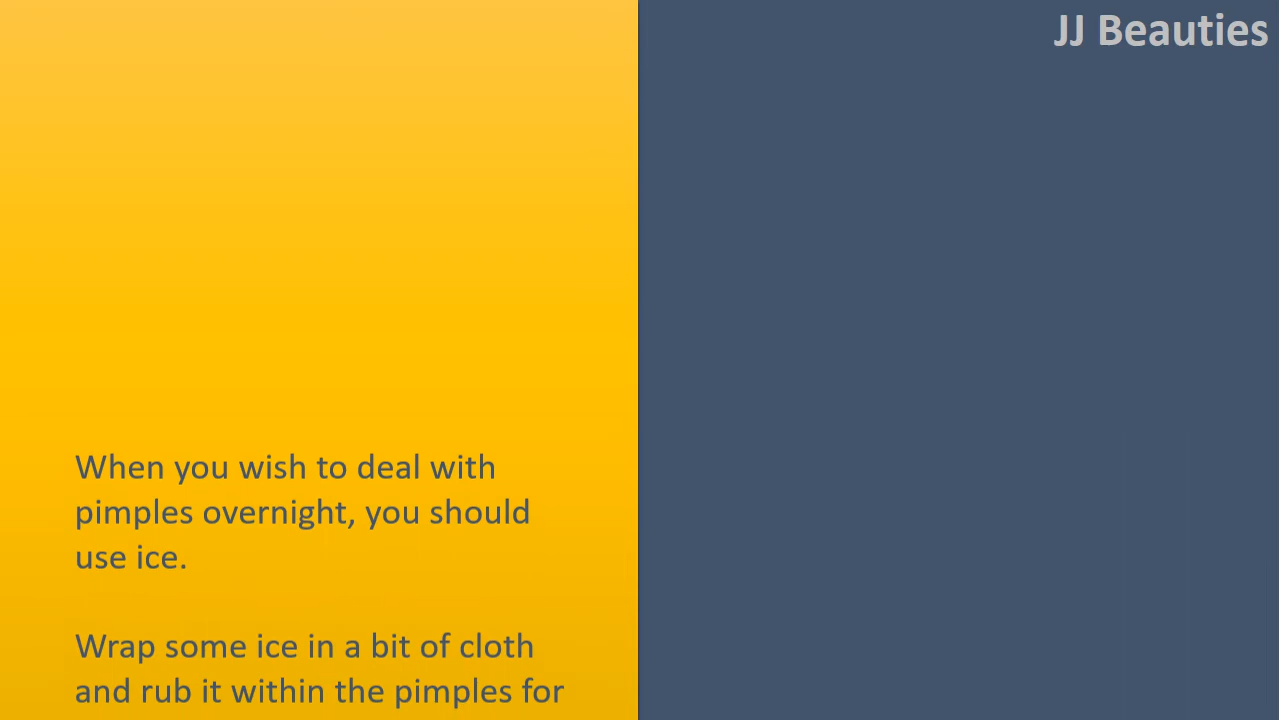 JJ Beauties
When you wish to deal with
pimples overnight, you should
use ice.
Wrap some ice in a bit of cloth
and rub it within the pimples for